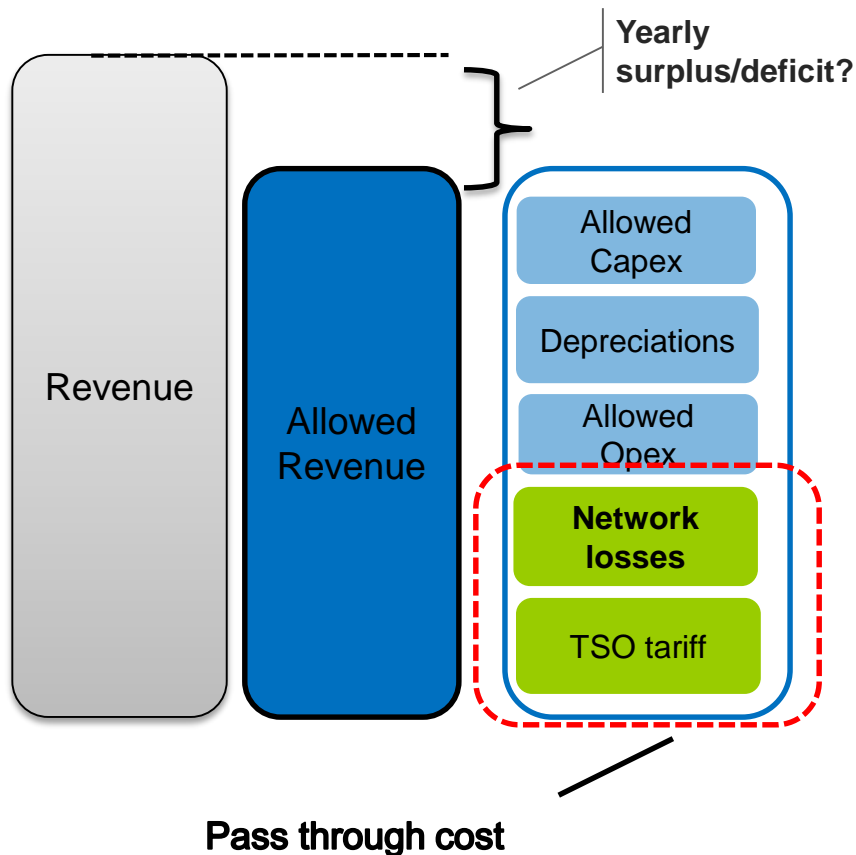 Yearly
surplus/deficit?
Revenue
Allowed
Revenue
Allowed
Capex
Depreciations
Allowed
Opex
Network
losses
TSO tariff
Pass through cost